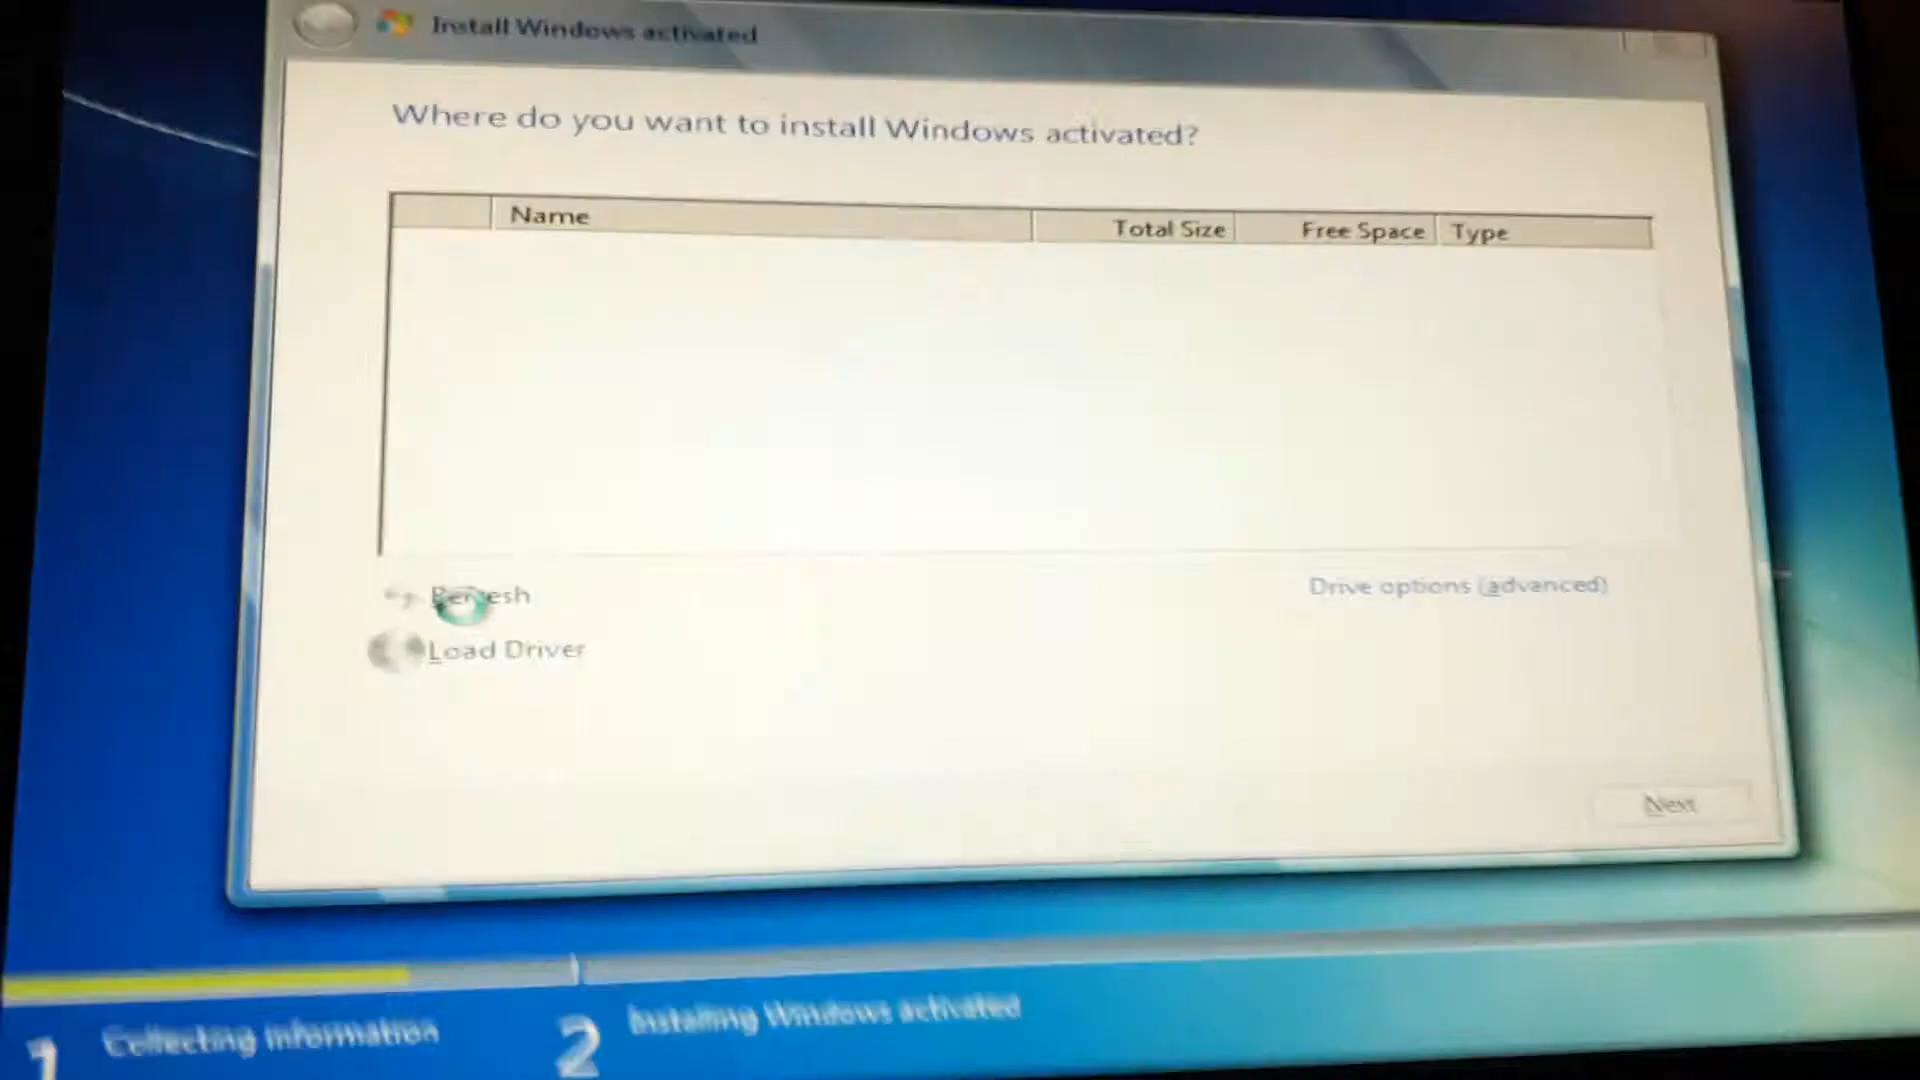 Install Windows activated
Where do you want to install Windows activated?
Name Total Size Free Space Type
Refresh Drive options (advanced)
Load Driver
Next
1 Collecting information 2 Installing Windows activated